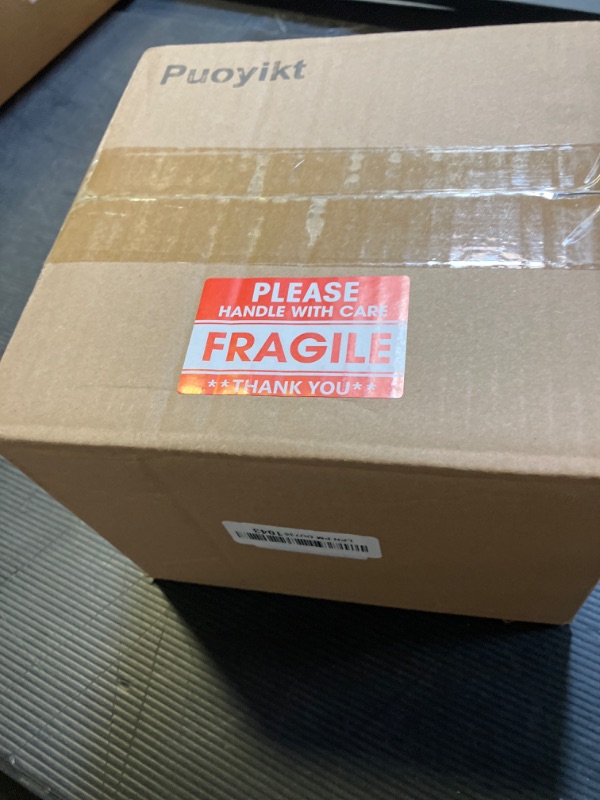 Puoyikt
PLEASE
HANDLE WITH CARE
FRAGILE
**THANK YOU**